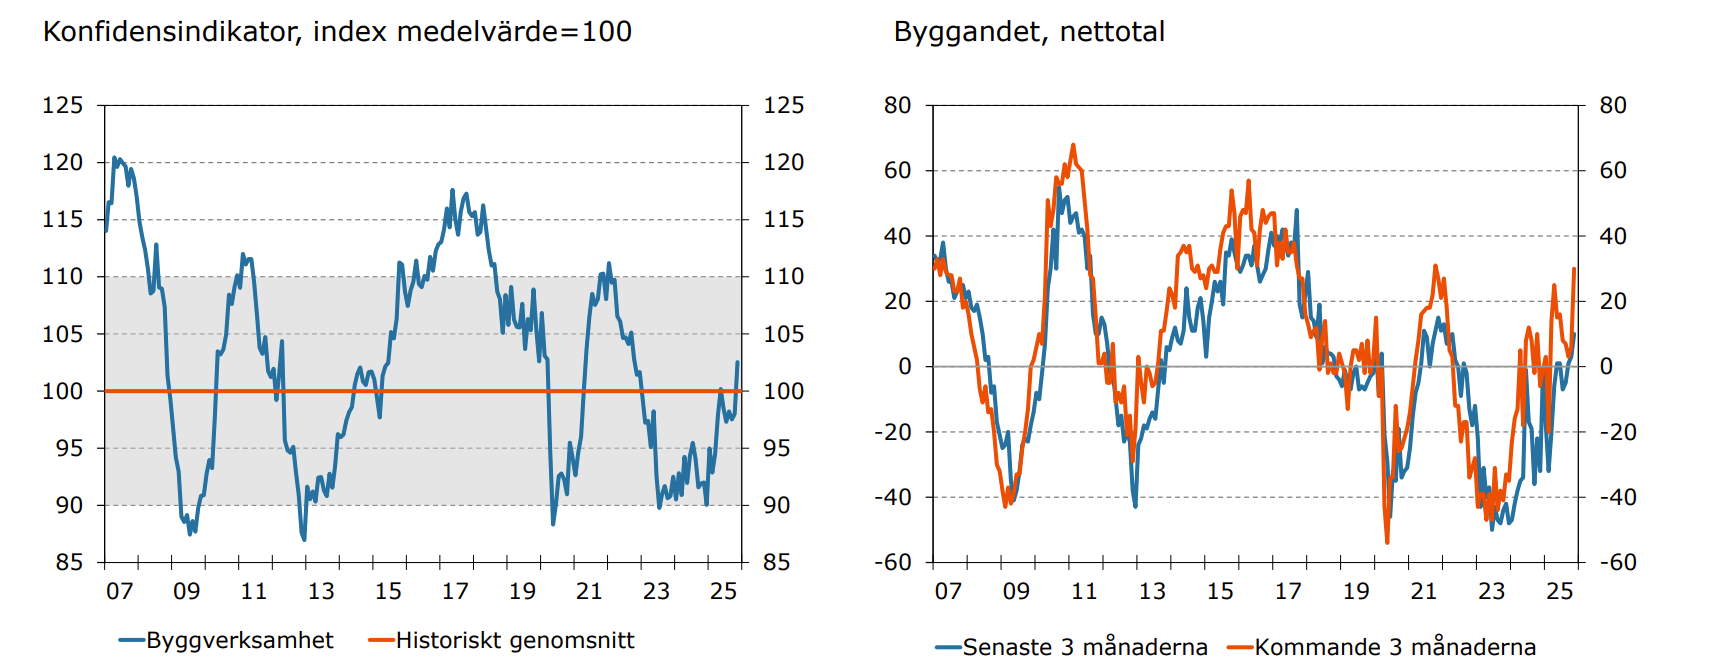 Konfidensindikator, index medelvärde=100
125 125
120 120
115 115
110 110
105 105
100 100
95 95
90 90
85 85
07 09 11 13 15 17 19 21 23 25
Byggverksamhet Historiskt genomsnitt
Byggandet, nettotal
80 80
60 60
40 40
20 20
0 0
-20 -20
-40 -40
-60 -60
07 09 11 13 15 17 19 21 23 25
Senaste 3 månaderna Kommande 3 månaderna